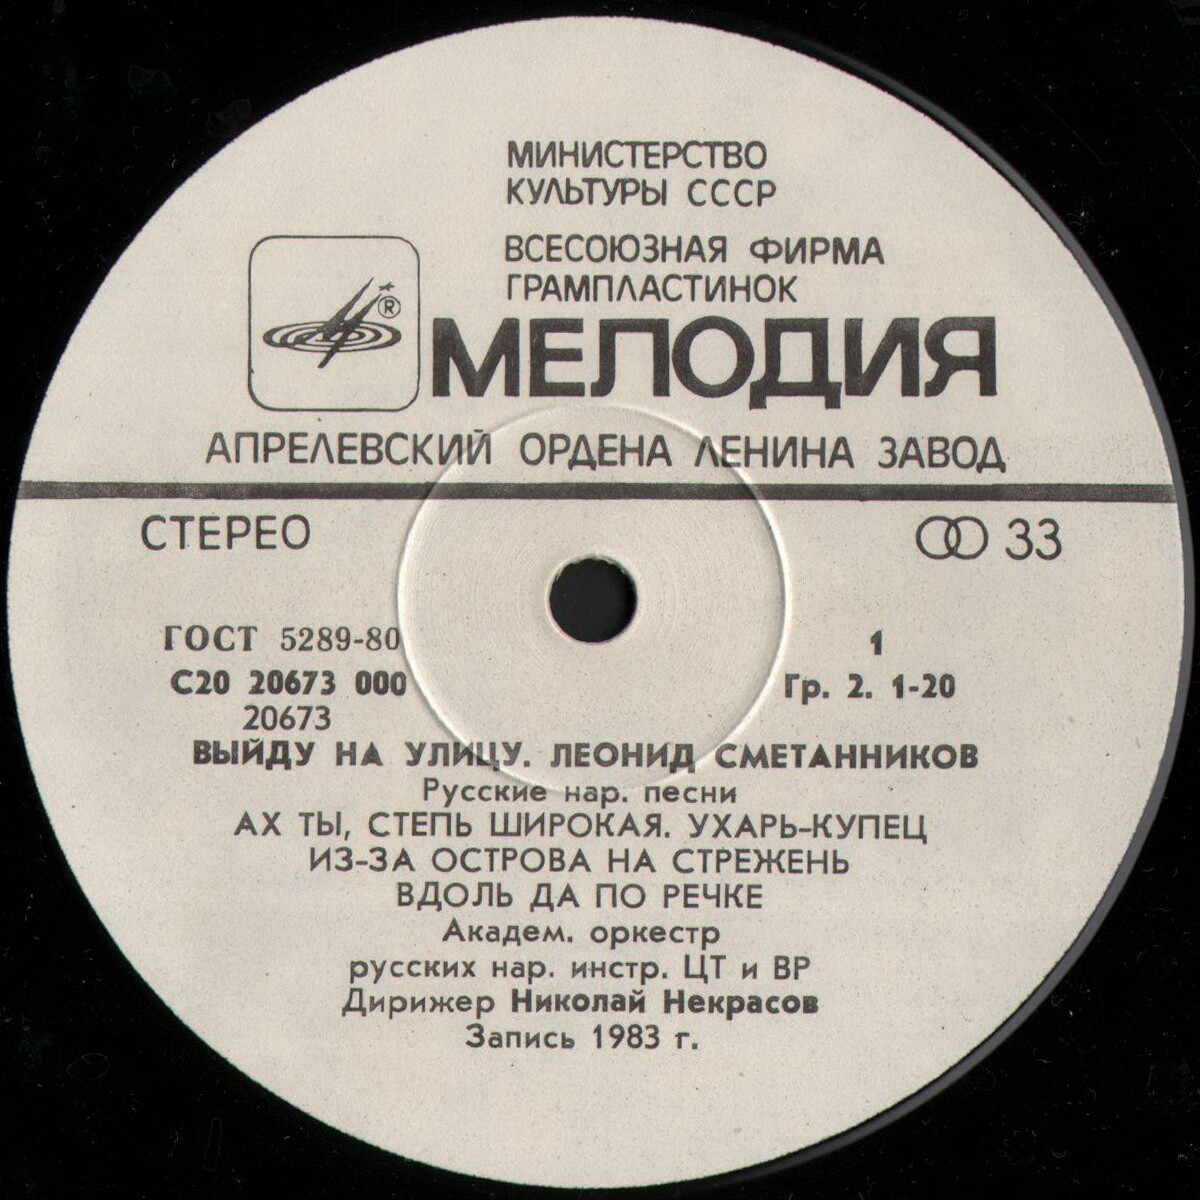 МИНИСТЕРСТВО
КУЛЬТУРЫ СССР
ВСЕСОЮЗНАЯ ФИРМА
ГРАМПЛАСТИНОК
®
МЕЛОДИЯ
АПРЕЛЕВСКИЙ ОРДЕНА ЛЕНИНА ЗАВОД
СТЕРЕО 33
ГОСТ 5289-80 1
С20 20673 000 Гр. 2. 1-20
20673
ВЫЙДУ НА УЛИЦУ. ЛЕОНИД СМЕТАННИКОВ
Русские нар. песни
АХ ТЫ, СТЕПЬ ШИРОКАЯ. УХАРЬ-КУПЕЦ
ИЗ-ЗА ОСТРОВА НА СТРЕЖЕНЬ
ВДОЛЬ ДА ПО РЕЧКЕ
Академ. оркестр
русских нар. инстр. ЦТ и ВР
Дирижер Николай Некрасов
Запись 1983 г.